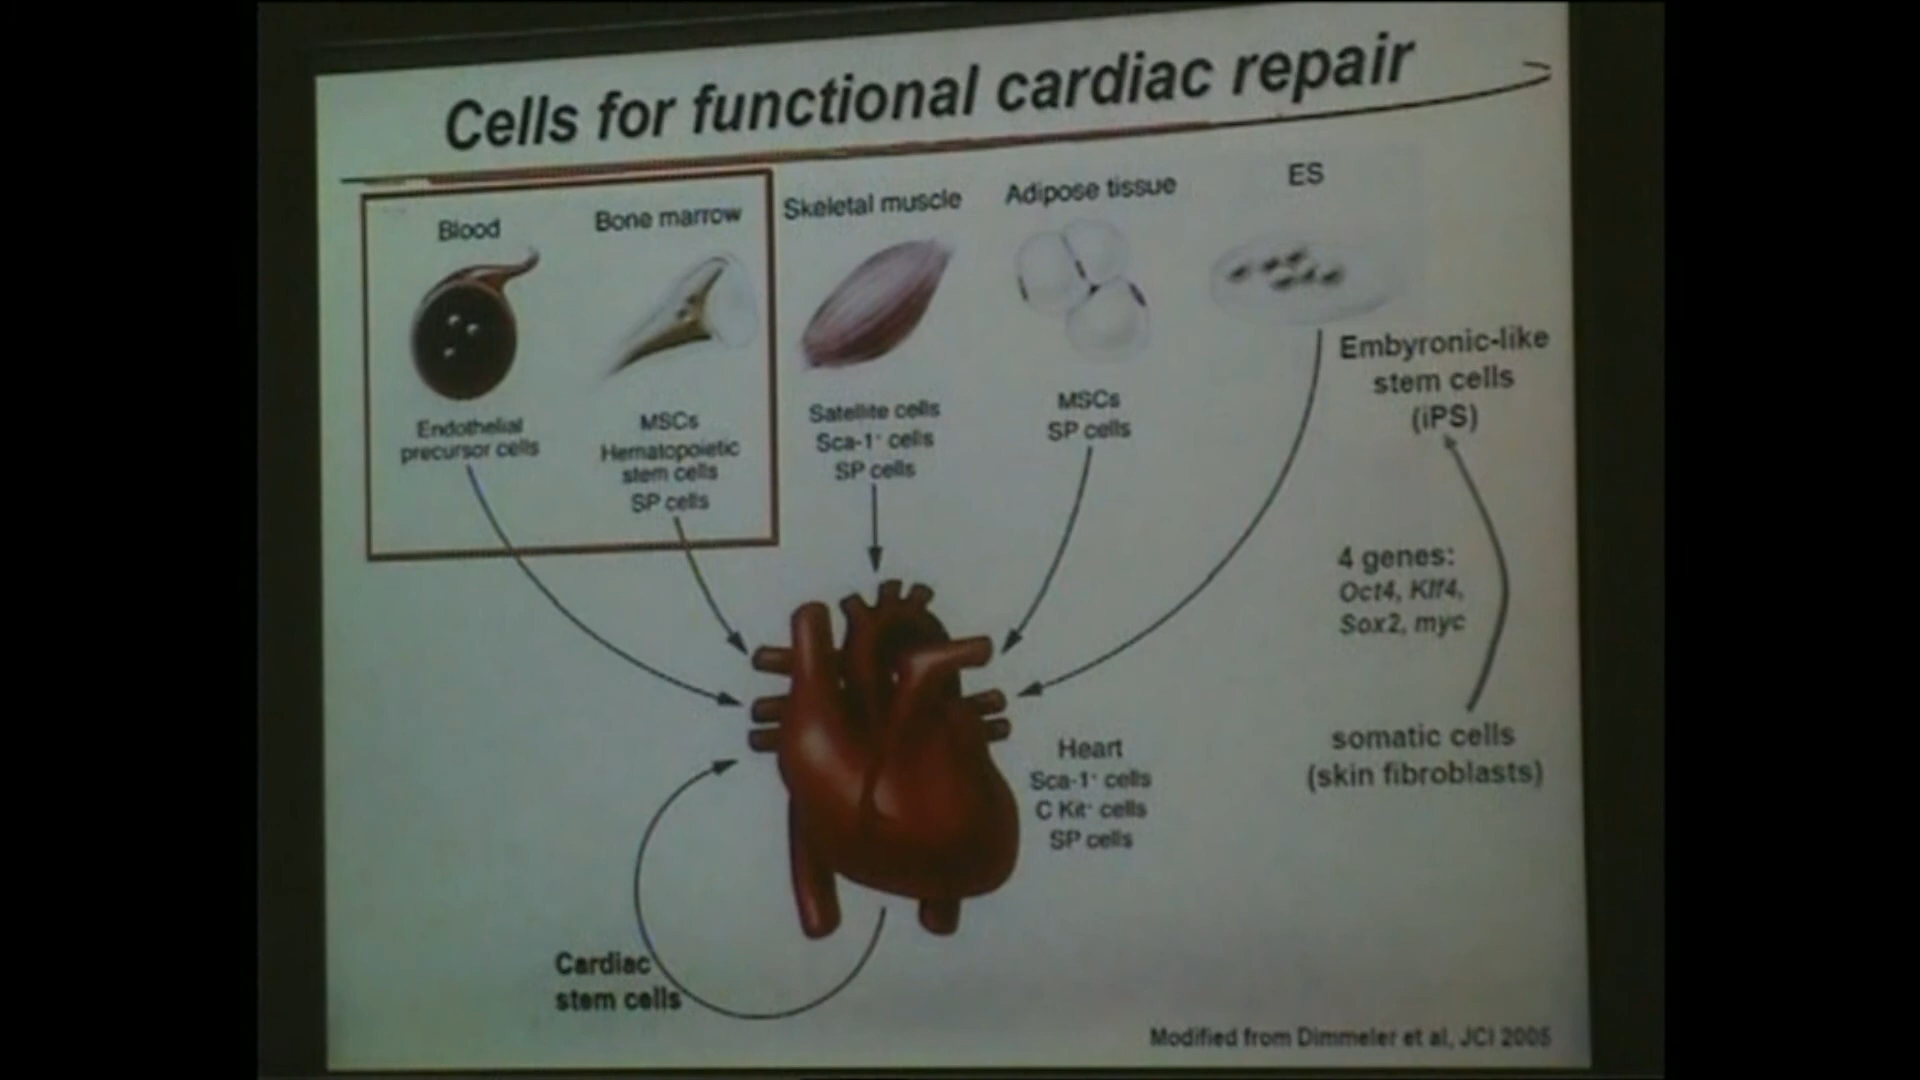 Cells for functional cardiac repair
Blood
Bone marrow
Skeletal muscle
Adipose tissue
ES
Endothelial
precursor cells
MSCs
Hematopoietic
stem cells
SP cells
Satellite cells
Sca-1+ cells
SP cells
MSCs
SP cells
Embyronic-like
stem cells
(iPS)
4 genes:
Oct4, Klf4,
Sox2, myc
somatic cells
(skin fibroblasts)
Heart
Sca-1+ cells
C Kit+ cells
SP cells
Cardiac
stem cells
Modified from Dimmeler et al, JCI 2005